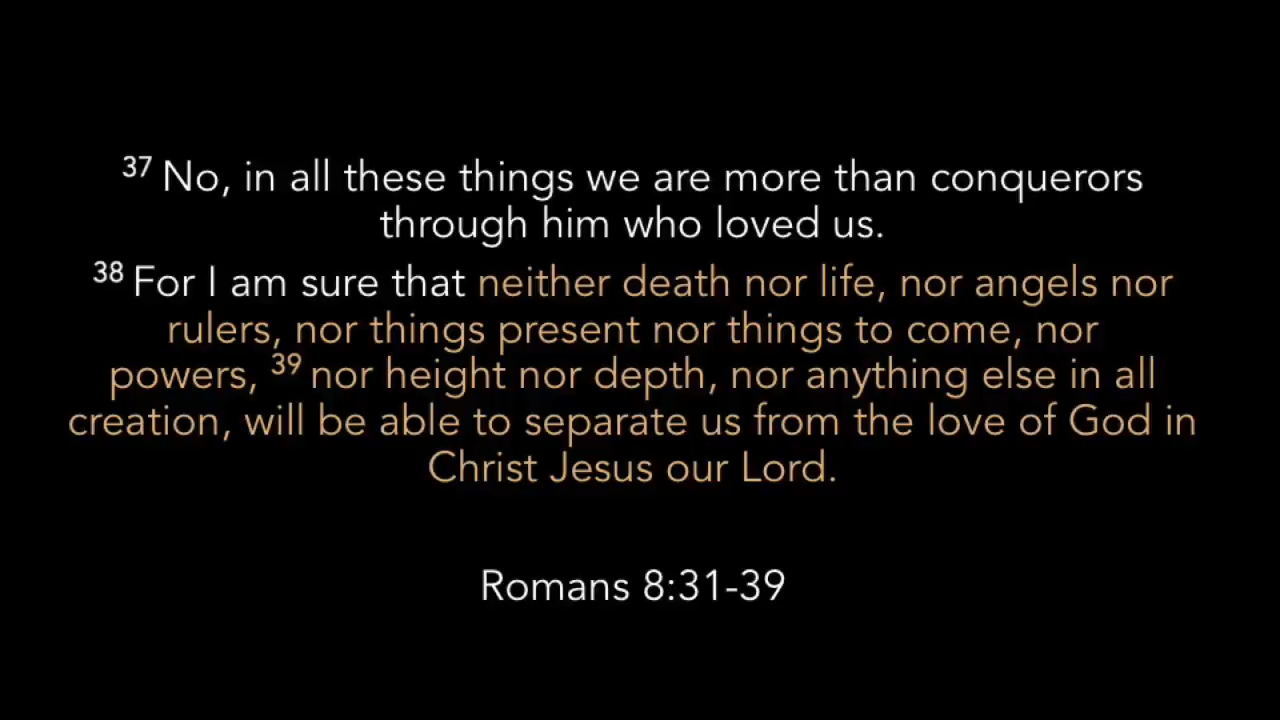 37 No, in all these things we are more than conquerors
through him who loved us.
38 For I am sure that neither death nor life, nor angels nor
rulers, nor things present nor things to come, nor
powers, 39 nor height nor depth, nor anything else in all
creation, will be able to separate us from the love of God in
Christ Jesus our Lord.
Romans 8:31-39